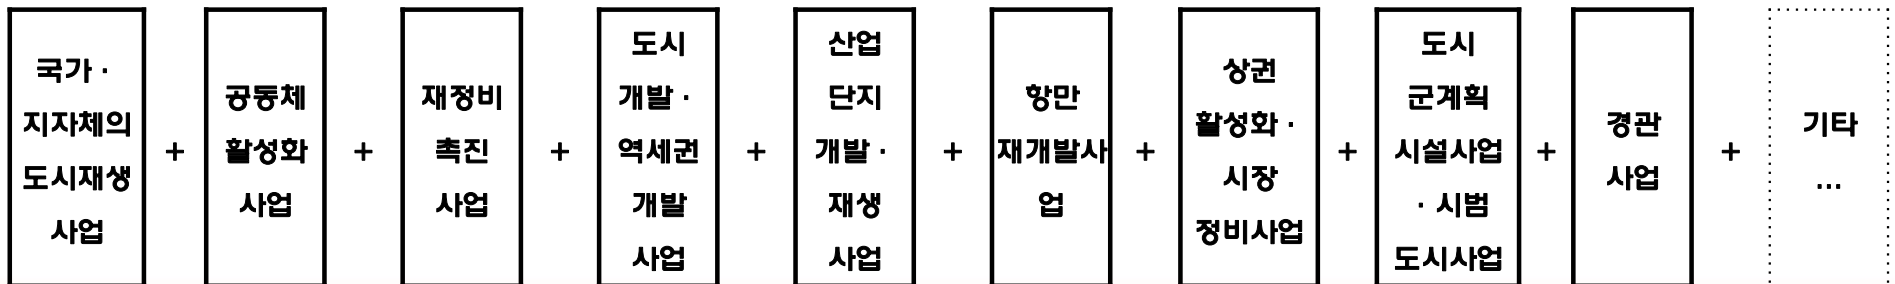 국가 ·
지자체의
도시재생
사업
+
공동체
활성화
사업
+
재정비
촉진
사업
+
도시
개발 ·
역세권
개발
사업
+
산업
단지
개발 ·
재생
사업
+
항만
재개발사
업
+
상권
활성화 ·
시장
정비사업
+
도시
군계획
시설사업
· 시범
도시사업
+
경관
사업
+
기타
...